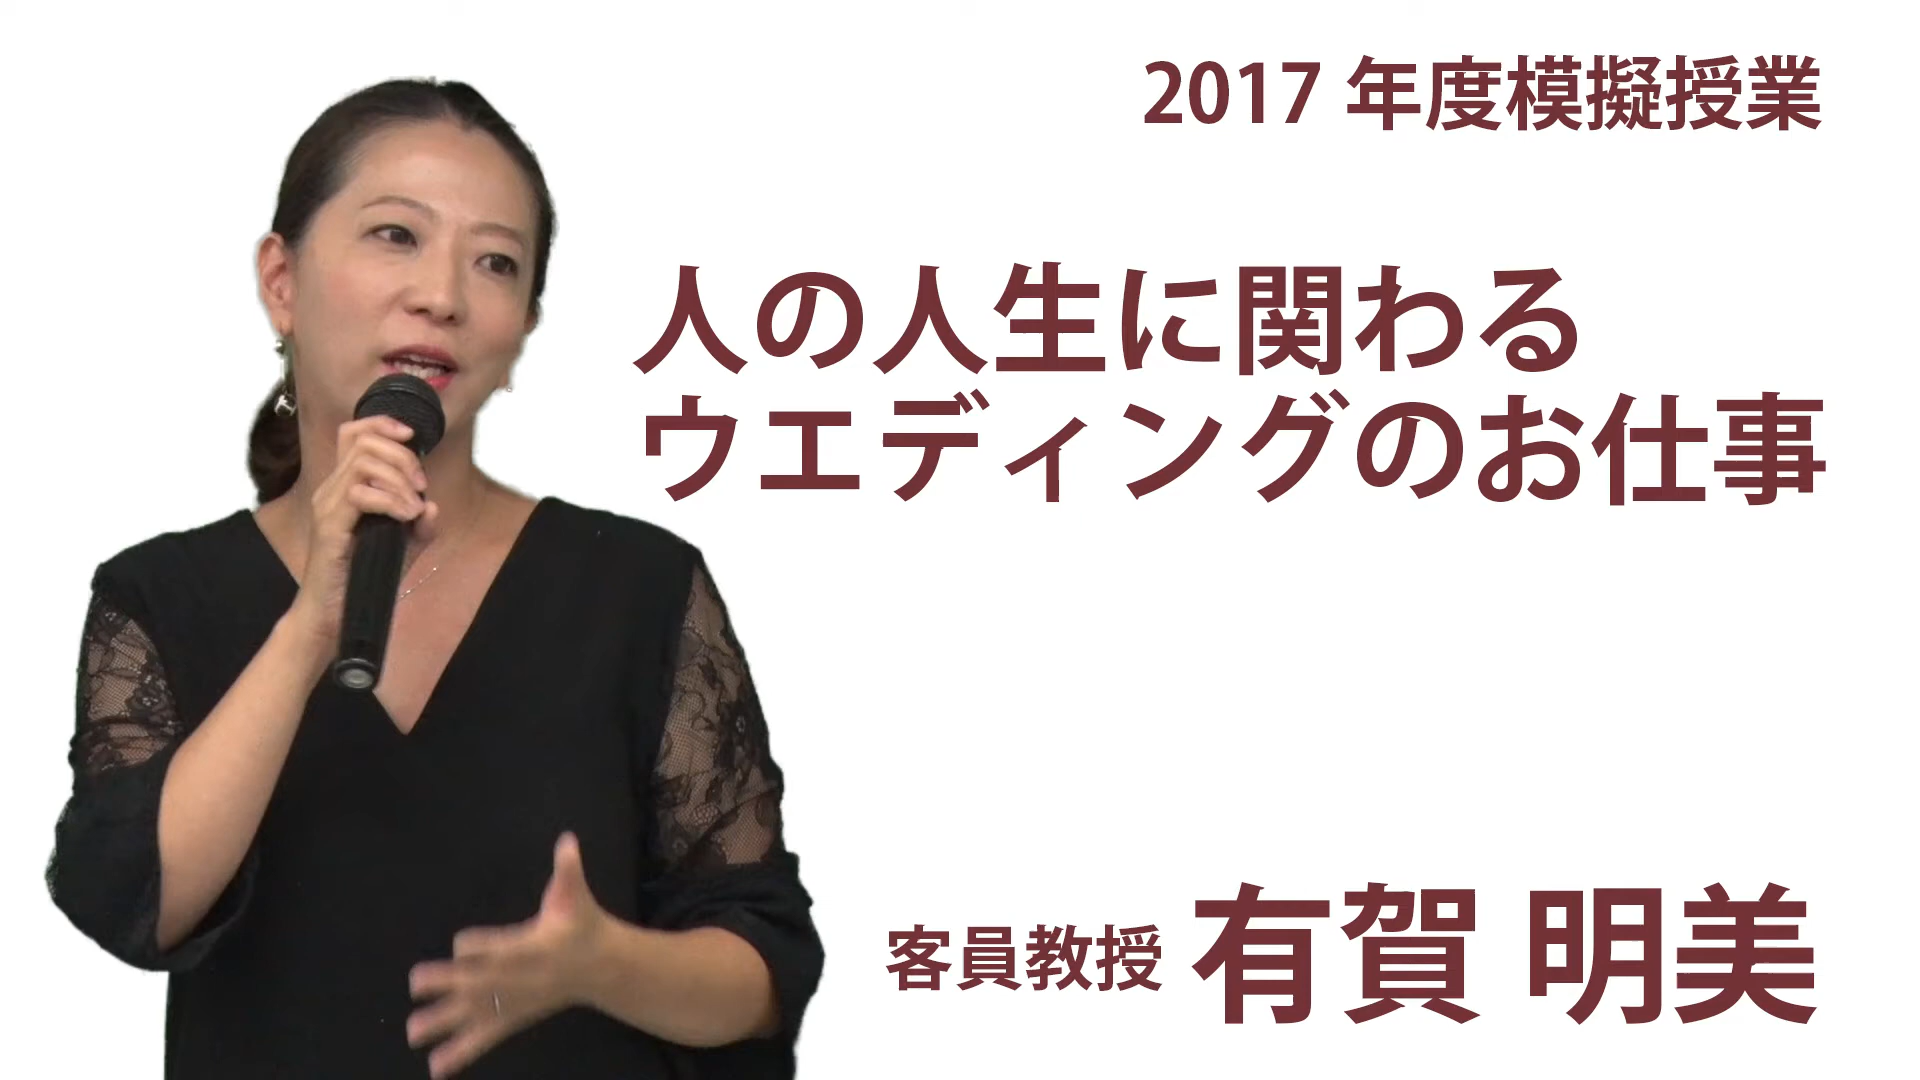 2017 年度模擬授業
人の人生に関わる
ウエディングのお仕事
客員教授 有賀 明美